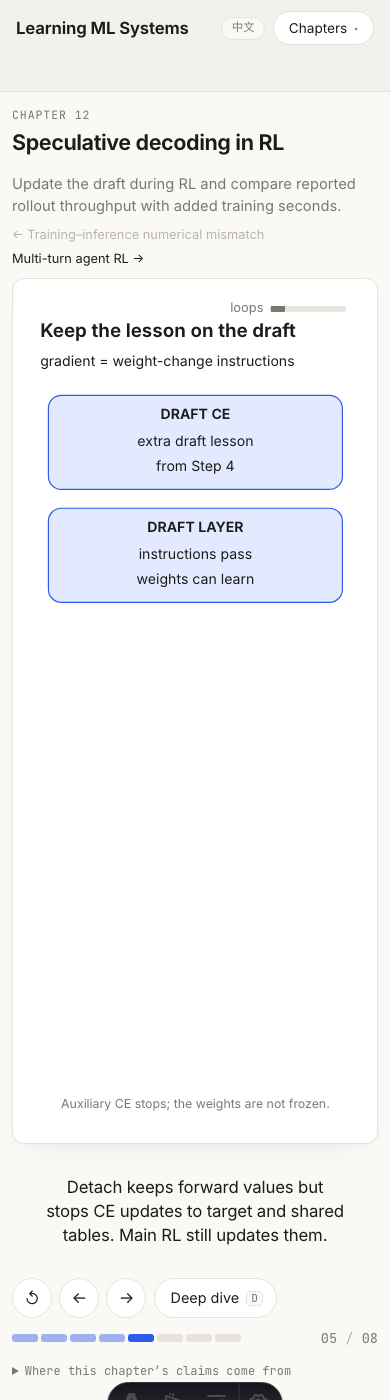 Learning ML Systems
中文
Chapters
CHAPTER 12
Speculative decoding in RL
Update the draft during RL and compare reported
rollout throughput with added training seconds.
← Training–inference numerical mismatch
Multi-turn agent RL →
loops
Keep the lesson on the draft
gradient = weight-change instructions
DRAFT CE
extra draft lesson
from Step 4
DRAFT LAYER
instructions pass
weights can learn
Auxiliary CE stops; the weights are not frozen.
Detach keeps forward values but
stops CE updates to target and shared
tables. Main RL still updates them.
Deep dive D
05 / 08
Where this chapter’s claims come from